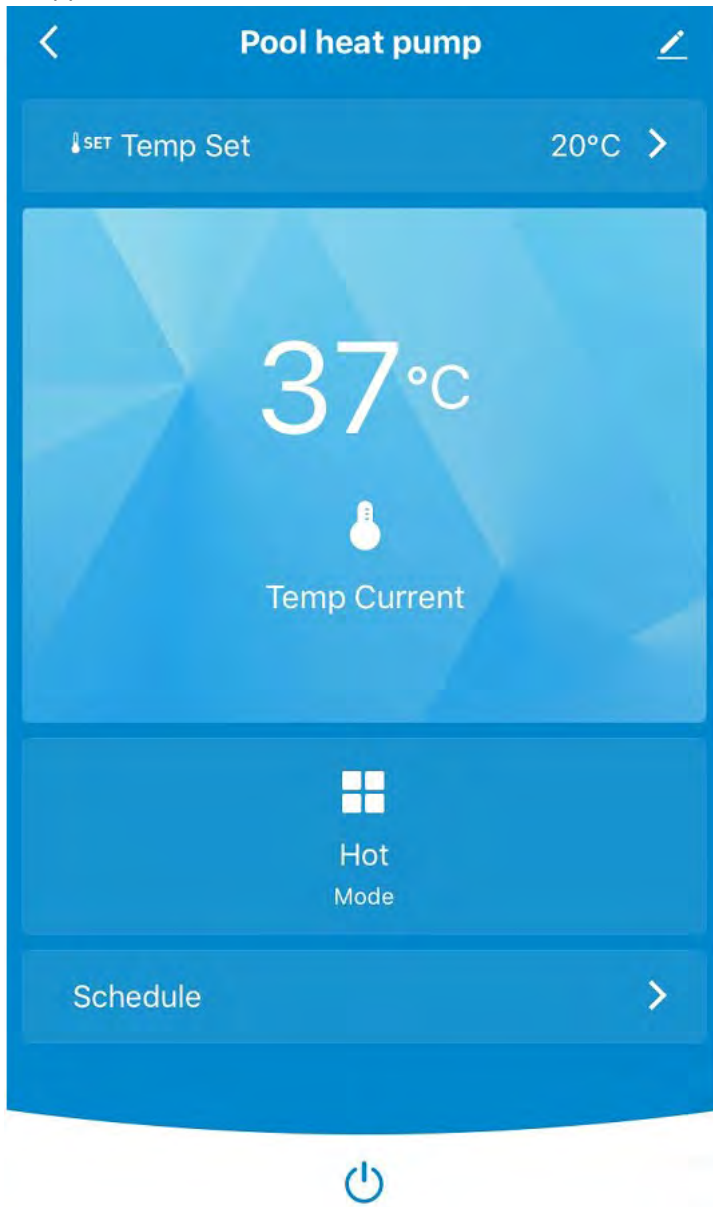 Pool heat pump
SET Temp Set 20°C
37°C
Temp Current
Hot
Mode
Schedule